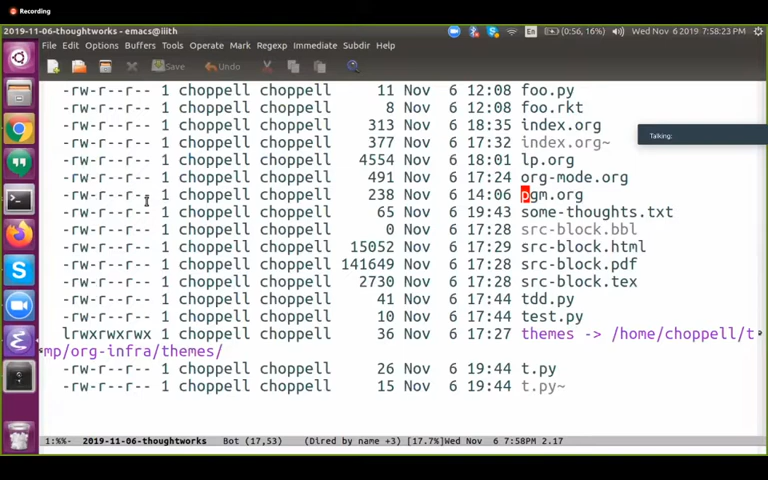 Recording
2019-11-06-thoughtworks - emacs@iiith En (0:56, 16%) Wed Nov 6 2019 7:58:23 PM
File Edit Options Buffers Tools Operate Mark Regexp Immediate Subdir Help
Save Undo
-rw-r--r-- 1 choppell choppell 11 Nov 6 12:08 foo.py
-rw-r--r-- 1 choppell choppell 8 Nov 6 12:08 foo.rkt
-rw-r--r-- 1 choppell choppell 313 Nov 6 18:35 index.org
-rw-r--r-- 1 choppell choppell 377 Nov 6 17:32 index.org~
Talking:
-rw-r--r-- 1 choppell choppell 4554 Nov 6 18:01 lp.org
-rw-r--r-- 1 choppell choppell 491 Nov 6 17:24 org-mode.org
-rw-r--r-- 1 choppell choppell 238 Nov 6 14:06 pgm.org
-rw-r--r-- 1 choppell choppell 65 Nov 6 19:43 some-thoughts.txt
-rw-r--r-- 1 choppell choppell 0 Nov 6 17:28 src-block.bbl
-rw-r--r-- 1 choppell choppell 15052 Nov 6 17:29 src-block.html
-rw-r--r-- 1 choppell choppell 141649 Nov 6 17:28 src-block.pdf
-rw-r--r-- 1 choppell choppell 2730 Nov 6 17:28 src-block.tex
-rw-r--r-- 1 choppell choppell 41 Nov 6 17:44 tdd.py
-rw-r--r-- 1 choppell choppell 10 Nov 6 17:44 test.py
lrwxrwxrwx 1 choppell choppell 36 Nov 6 17:27 themes -> /home/choppell/t
mp/org-infra/themes/
-rw-r--r-- 1 choppell choppell 26 Nov 6 19:44 t.py
-rw-r--r-- 1 choppell choppell 15 Nov 6 19:44 t.py~
1:%%- 2019-11-06-thoughtworks Bot (17,53) (Dired by name +3) [17.7%]Wed Nov 6 7:58PM 2.17